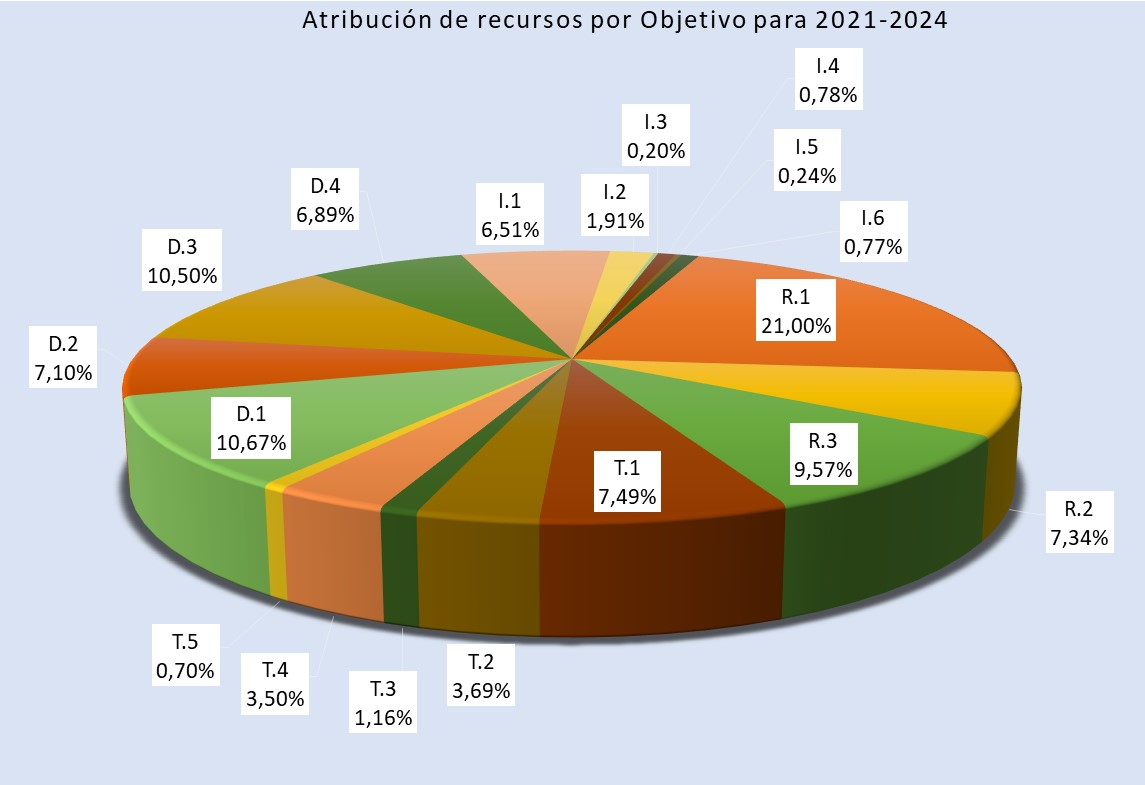 Atribución de recursos por Objetivo para 2021-2024
I.4
0,78%
I.3
0,20%
I.5
0,24%
D.4
6,89%
I.1
6,51%
I.2
1,91%
I.6
0,77%
D.3
10,50%
R.1
21,00%
D.2
7,10%
D.1
10,67%
R.3
9,57%
T.1
7,49%
R.2
7,34%
T.5
0,70%
T.4
3,50%
T.3
1,16%
T.2
3,69%